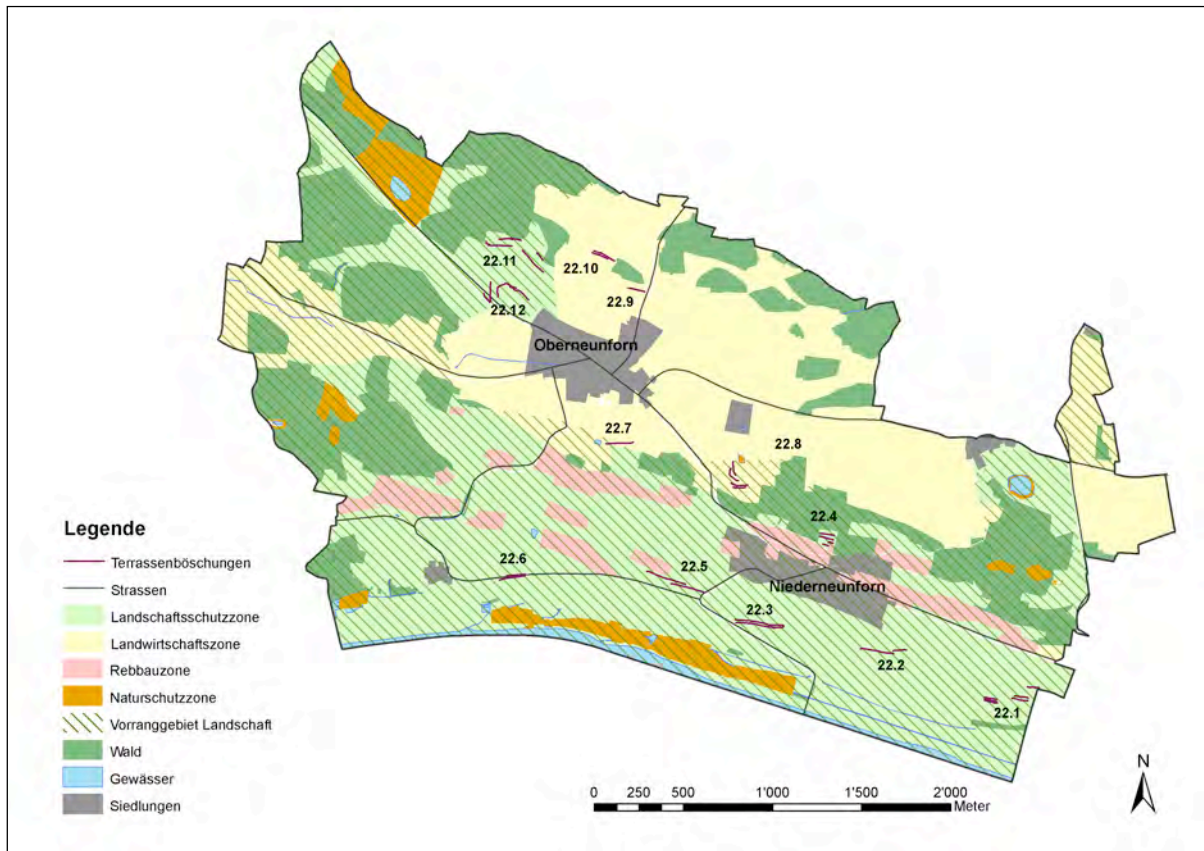 22.11
22.10
22.9
22.12
Oberneunforn
22.7
22.8
22.4
22.6
22.5
Niederneunforn
22.3
22.2
22.1
Legende
Terrassenböschungen
Strassen
Landschaftsschutzzone
Landwirtschaftszone
Rebbauzone
Naturschutzzone
Vorranggebiet Landschaft
Wald
Gewässer
Siedlungen
0 250 500 1'000 1'500 2'000
Meter
N